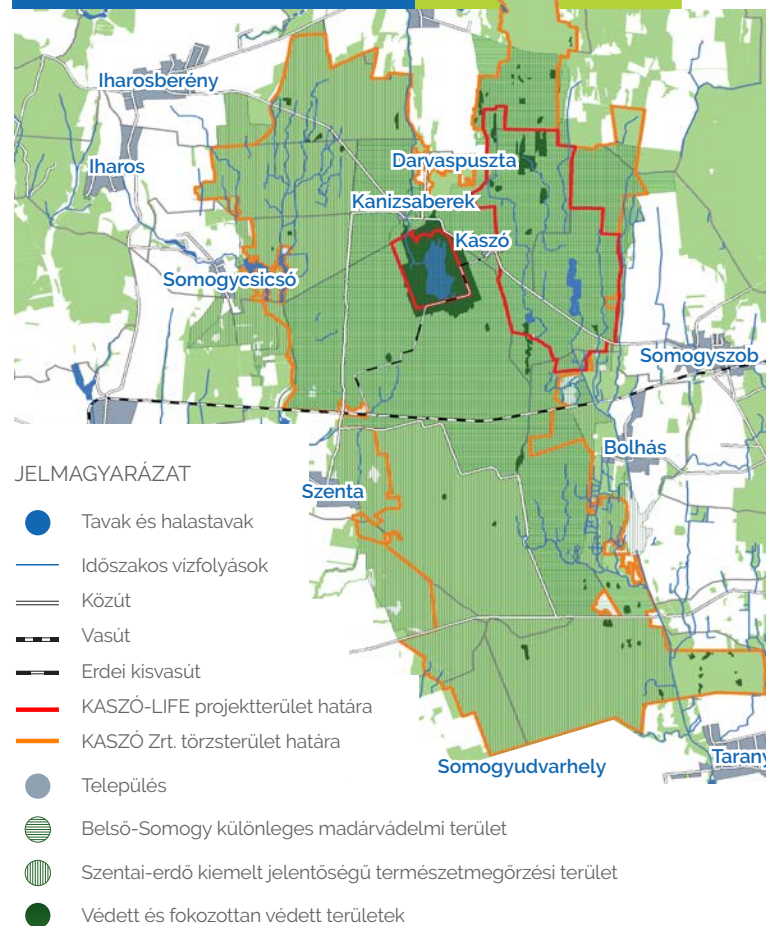 Iharosberény
Iharos
Darvaspuszta
Kanizsaberek
Kaszó
Somogycsicsó
Somogyszob
Bolhás
Szenta
Somogyudvarhely
Tarany
JELMAGYARÁZAT
Tavak és halastavak
Időszakos vízfolyások
Közút
Vasút
Erdei kisvasút
KASZÓ-LIFE projektterület határa
KASZÓ Zrt. törzsterület határa
Település
Belső-Somogy különleges madárvádelmi terület
Szentai-erdő kiemelt jelentőségű természetmegőrzési terület
Védett és fokozottan védett területek